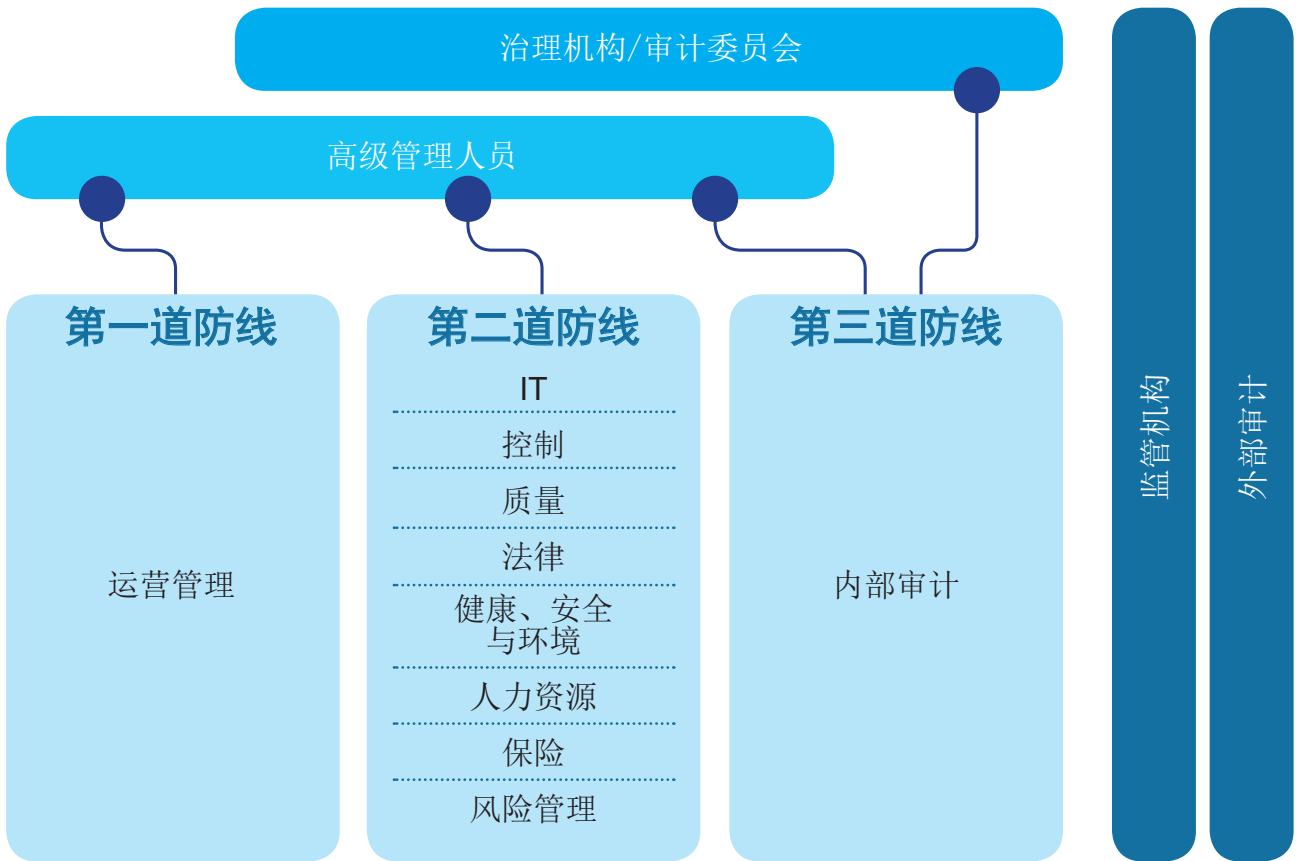 治理机构/审计委员会
高级管理人员
第一道防线
运营管理
第二道防线
IT
控制
质量
法律
健康、安全
与环境
人力资源
保险
风险管理
第三道防线
内部审计
监管机构
外部审计